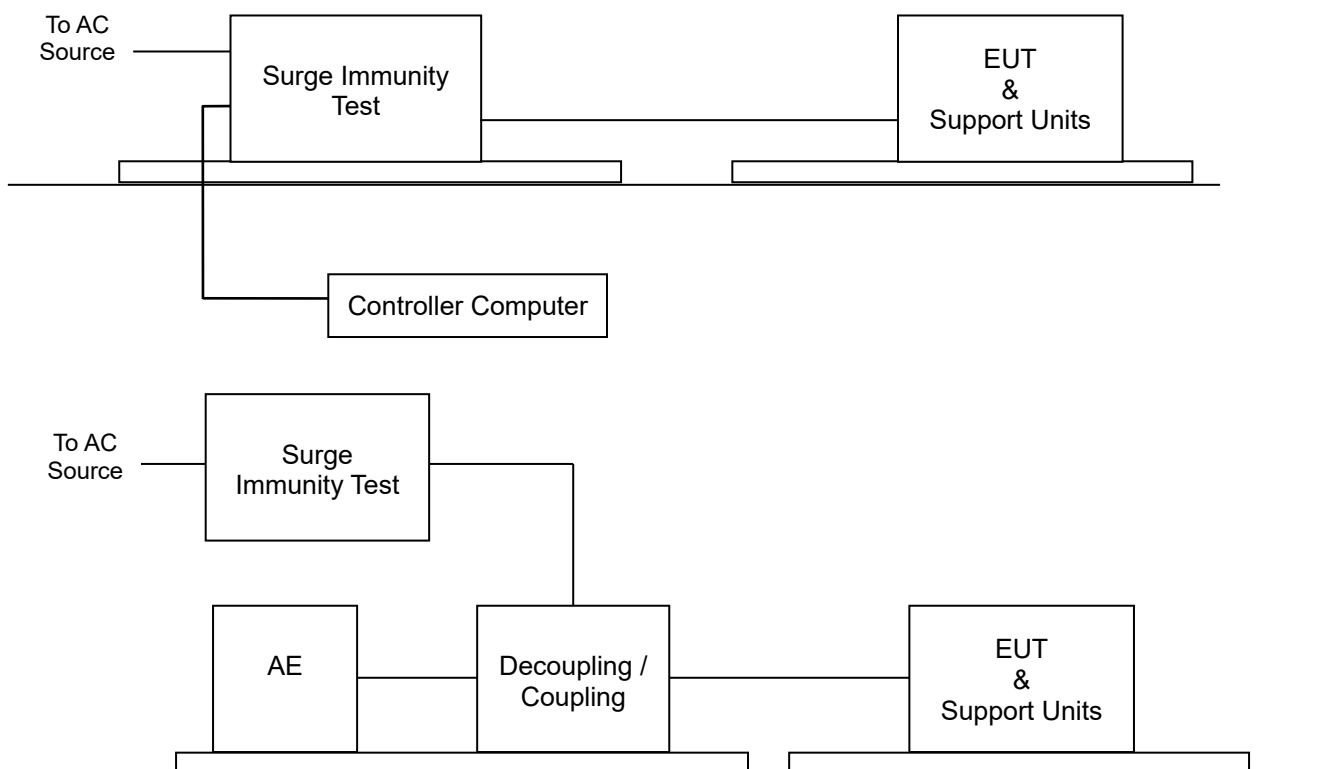 To AC
Source
Surge Immunity
Test
EUT
&
Support Units
Controller Computer
To AC
Source
Surge
Immunity Test
AE
Decoupling /
Coupling
EUT
&
Support Units